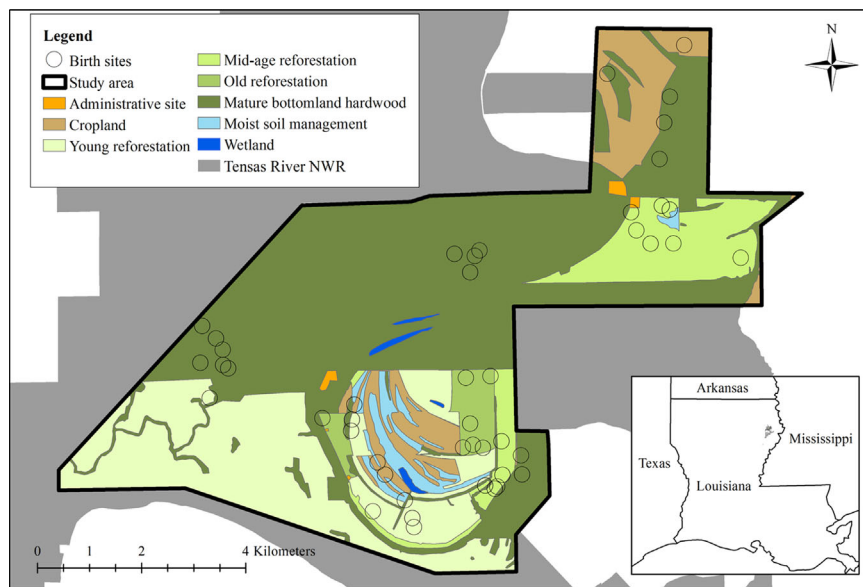 Legend
Birth sites
Study area
Administrative site
Cropland
Young reforestation
Mid-age reforestation
Old reforestation
Mature bottomland hardwood
Moist soil management
Wetland
Tensas River NWR
N
0 1 2 4 Kilometers
Arkansas
Texas
Louisiana
Mississippi